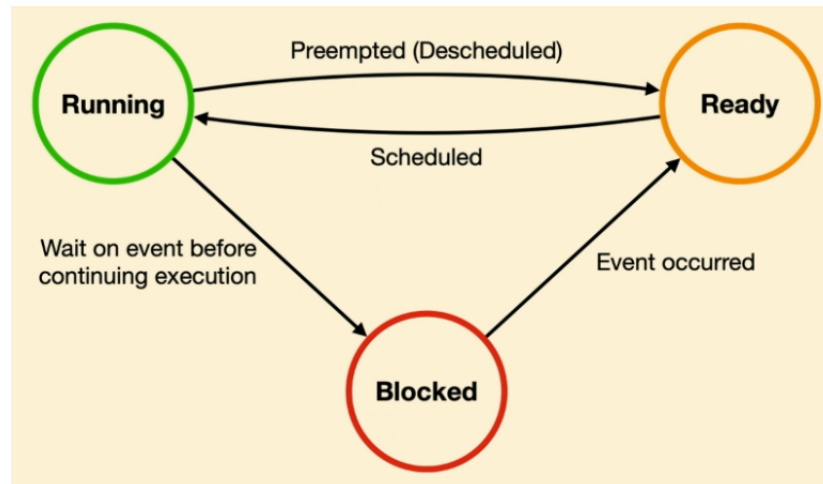 Preempted (Descheduled)
Running
Ready
Scheduled
Wait on event before
continuing execution
Event occurred
Blocked